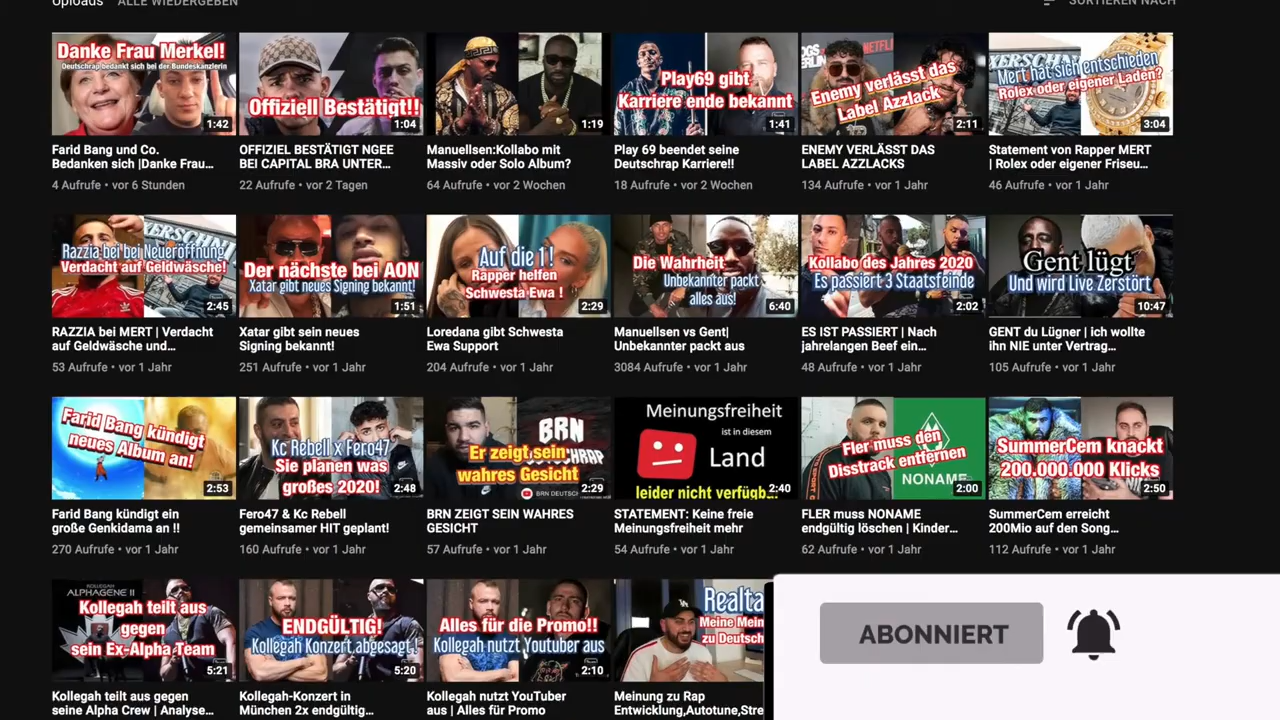 Uploads
ALLE WIEDERGEBEN
SORTIEREN NACH
Danke Frau Merkel!
Deutschrap bedankt sich bei der Bundeskanzlerin
1:42
Farid Bang und Co.
Bedanken sich |Danke Frau...
4 Aufrufe • vor 6 Stunden
Offiziell Bestätigt!!
1:04
OFFIZIELL BESTÄTIGT NGEE
BEI CAPITAL BRA UNTER...
22 Aufrufe • vor 2 Tagen
1:19
Manuellsen:Kollabo mit
Massiv oder Solo Album?
64 Aufrufe • vor 2 Wochen
Play69 gibt
Karriere ende bekannt
1:41
Play 69 beendet seine
Deutschrap Karriere!!
18 Aufrufe • vor 2 Wochen
NETFLI
Enemy verlässt das
Label Azzlack
2:11
ENEMY VERLÄSST DAS
LABEL AZZLACKS
134 Aufrufe • vor 1 Jahr
XERSCHNI
Mert hat sich entschieden
Rolex oder eigener Laden?
3:04
Statement von Rapper MERT
| Rolex oder eigener Friseu...
46 Aufrufe • vor 1 Jahr
Razzia bei bei Neueröffnung
Verdacht auf Geldwäsche!
2:45
RAZZIA bei MERT | Verdacht
auf Geldwäsche und...
53 Aufrufe • vor 1 Jahr
Der nächste bei AON
Xatar gibt neues Signing bekannt!
1:51
Xatar gibt sein neues
Signing bekannt!
251 Aufrufe • vor 1 Jahr
Auf die 1!
Rapper helfen
Schwesta Ewa !
2:29
Loredana gibt Schwesta
Ewa Support
204 Aufrufe • vor 1 Jahr
Die Wahrheit
Unbekannter packt
alles aus!
6:40
Manuellsen vs Gent|
Unbekannter packt aus
3084 Aufrufe • vor 1 Jahr
Kollabo des Jahres 2020
Es passiert 3 Staatsfeinde
2:02
ES IST PASSIERT | Nach
jahrelangen Beef ein...
48 Aufrufe • vor 1 Jahr
Gent lügt
Und wird Live Zerstört
10:47
GENT du Lügner | ich wollte
ihn NIE unter Vertrag...
105 Aufrufe • vor 1 Jahr
Farid Bang kündigt
neues Album an!
2:53
Farid Bang kündigt ein
große Genkidama an !!
270 Aufrufe • vor 1 Jahr
Kc Rebell x Fero47
Sie planen was
großes 2020!
2:48
Fero47 & Kc Rebell
gemeinsamer HIT geplant!
160 Aufrufe • vor 1 Jahr
BRN
Er zeigt sein
wahres Gesicht
BRN DEUTSCH
2:29
BRN ZEIGT SEIN WAHRES
GESICHT
57 Aufrufe • vor 1 Jahr
Meinungsfreiheit
ist in diesem
Land
leider nicht verfügba
2:40
STATEMENT: Keine freie
Meinungsfreiheit mehr
54 Aufrufe • vor 1 Jahr
Fler muss den
Disstrack entfernen
NONAME
2:00
FLER muss NONAME
endgültig löschen | Kinder...
62 Aufrufe • vor 1 Jahr
SummerCem knackt
200.000.000 Klicks
2:50
SummerCem erreicht
200Mio auf den Song...
112 Aufrufe • vor 1 Jahr
KOLLEGAH
ALPHAGENE II
Kollegah teilt aus
gegen
sein Ex-Alpha Team
5:21
Kollegah teilt aus gegen
seine Alpha Crew | Analyse...
ENDGÜLTIG!
Kollegah Konzert abgesagt!
5:20
Kollegah-Konzert in
München 2x endgültig...
Alles für die Promo!!
Kollegah nutzt Youtuber aus
2:10
Kollegah nutzt YouTuber
aus | Alles für Promo
Realta
Meine Mein
zu Deutsch
Meinung zu Rap
Entwicklung,Autotune,Stre
ABONNIERT